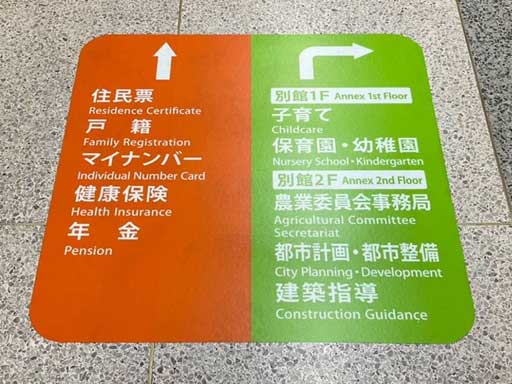 住民票
Residence Certificate
戸籍
Family Registration
マイナンバー
Individual Number Card
健康保険
Health Insurance
年金
Pension
別館1F Annex 1st Floor
子育て
Childcare
保育園・幼稚園
Nursery School・Kindergarten
別館2F Annex 2nd Floor
農業委員会事務局
Agricultural Committee
Secretariat
都市計画・都市整備
City Planning・Development
建築指導
Construction Guidance